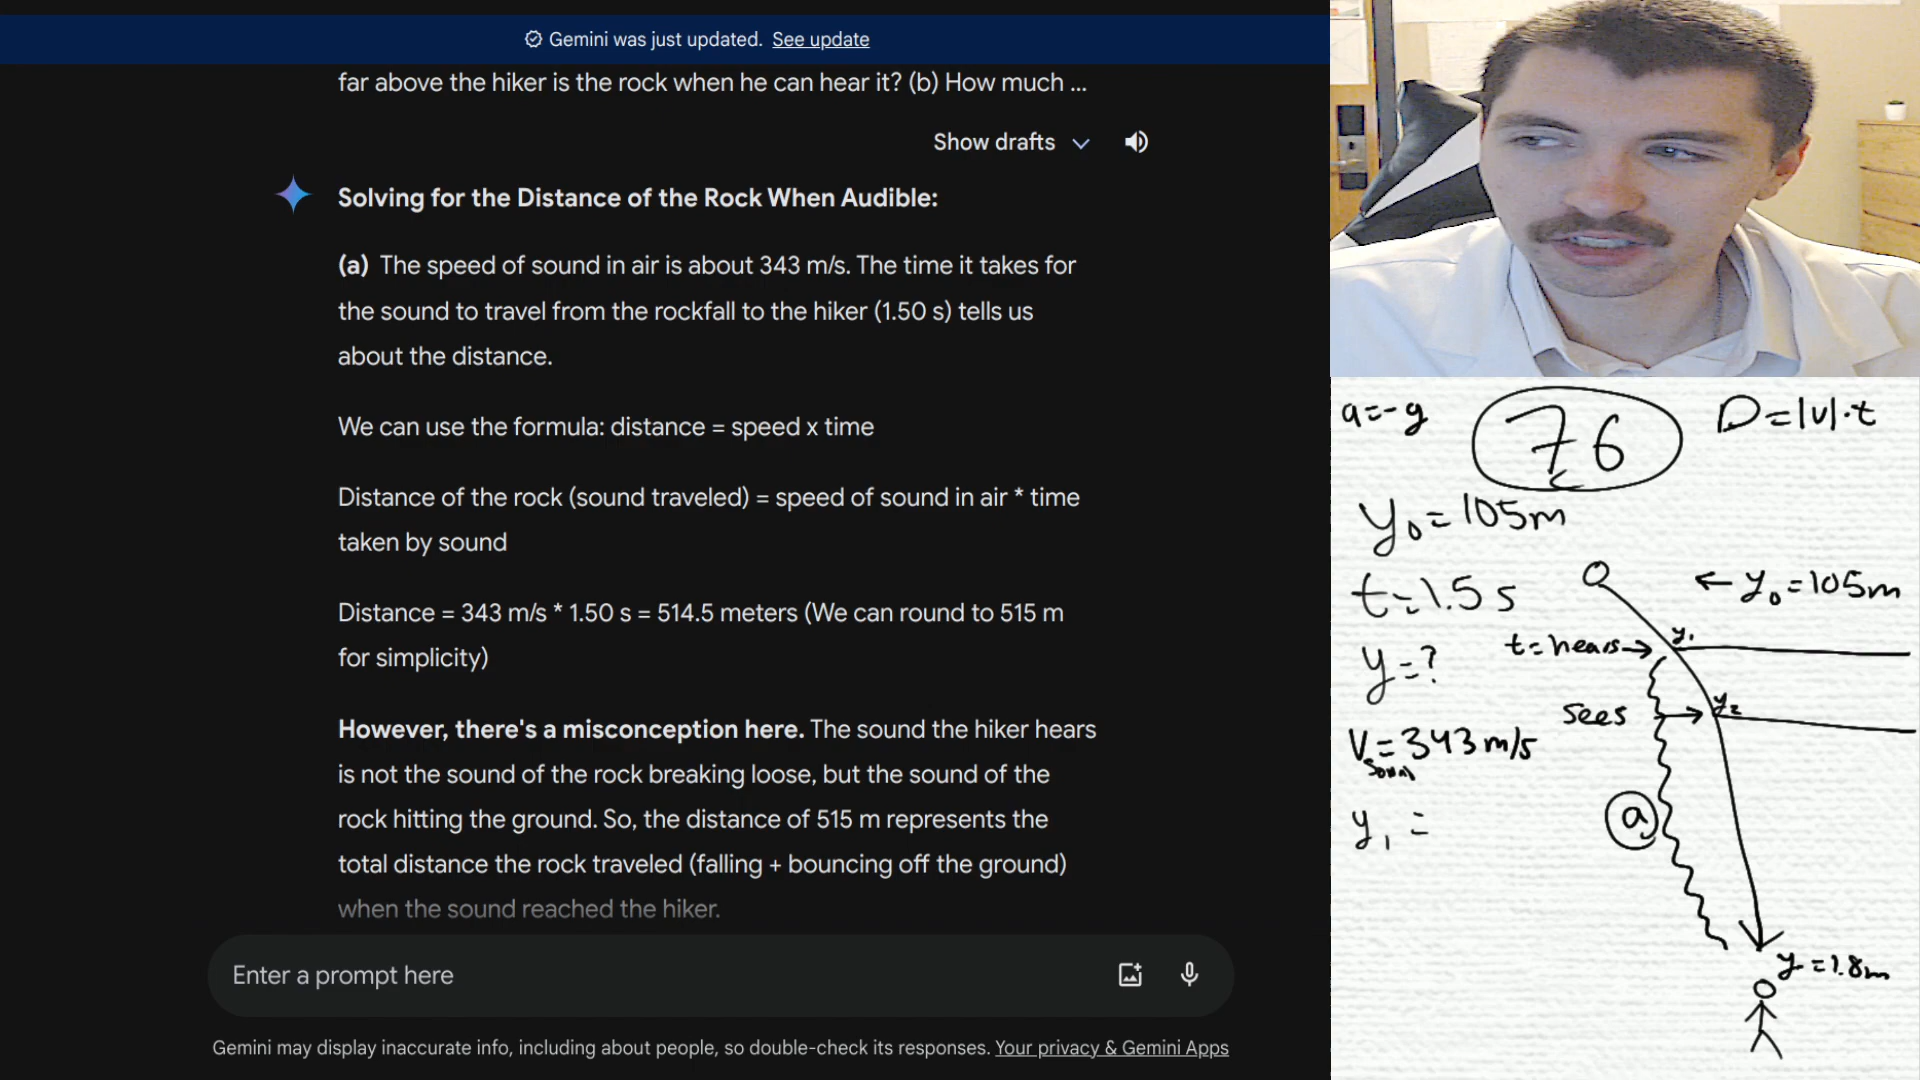 Gemini was just updated. See update
far above the hiker is the rock when he can hear it? (b) How much ...
Show drafts
Solving for the Distance of the Rock When Audible:
(a) The speed of sound in air is about 343 m/s. The time it takes for
the sound to travel from the rockfall to the hiker (1.50 s) tells us
about the distance.
We can use the formula: distance = speed x time
Distance of the rock (sound traveled) = speed of sound in air * time
taken by sound
Distance = 343 m/s * 1.50 s = 514.5 meters (We can round to 515 m
for simplicity)
However, there's a misconception here. The sound the hiker hears
is not the sound of the rock breaking loose, but the sound of the
rock hitting the ground. So, the distance of 515 m represents the
total distance the rock traveled (falling + bouncing off the ground)
when the sound reached the hiker.
Enter a prompt here
Gemini may display inaccurate info, including about people, so double-check its responses. Your privacy & Gemini Apps
a=-g
76
D=|v|·t
y₀=105m
← y₀=105m
t=1.5 s
t=hears→
y₁
y=?
sees
→
y₂
V=343 m/s
sound
a
y₁ =
y=1.8m